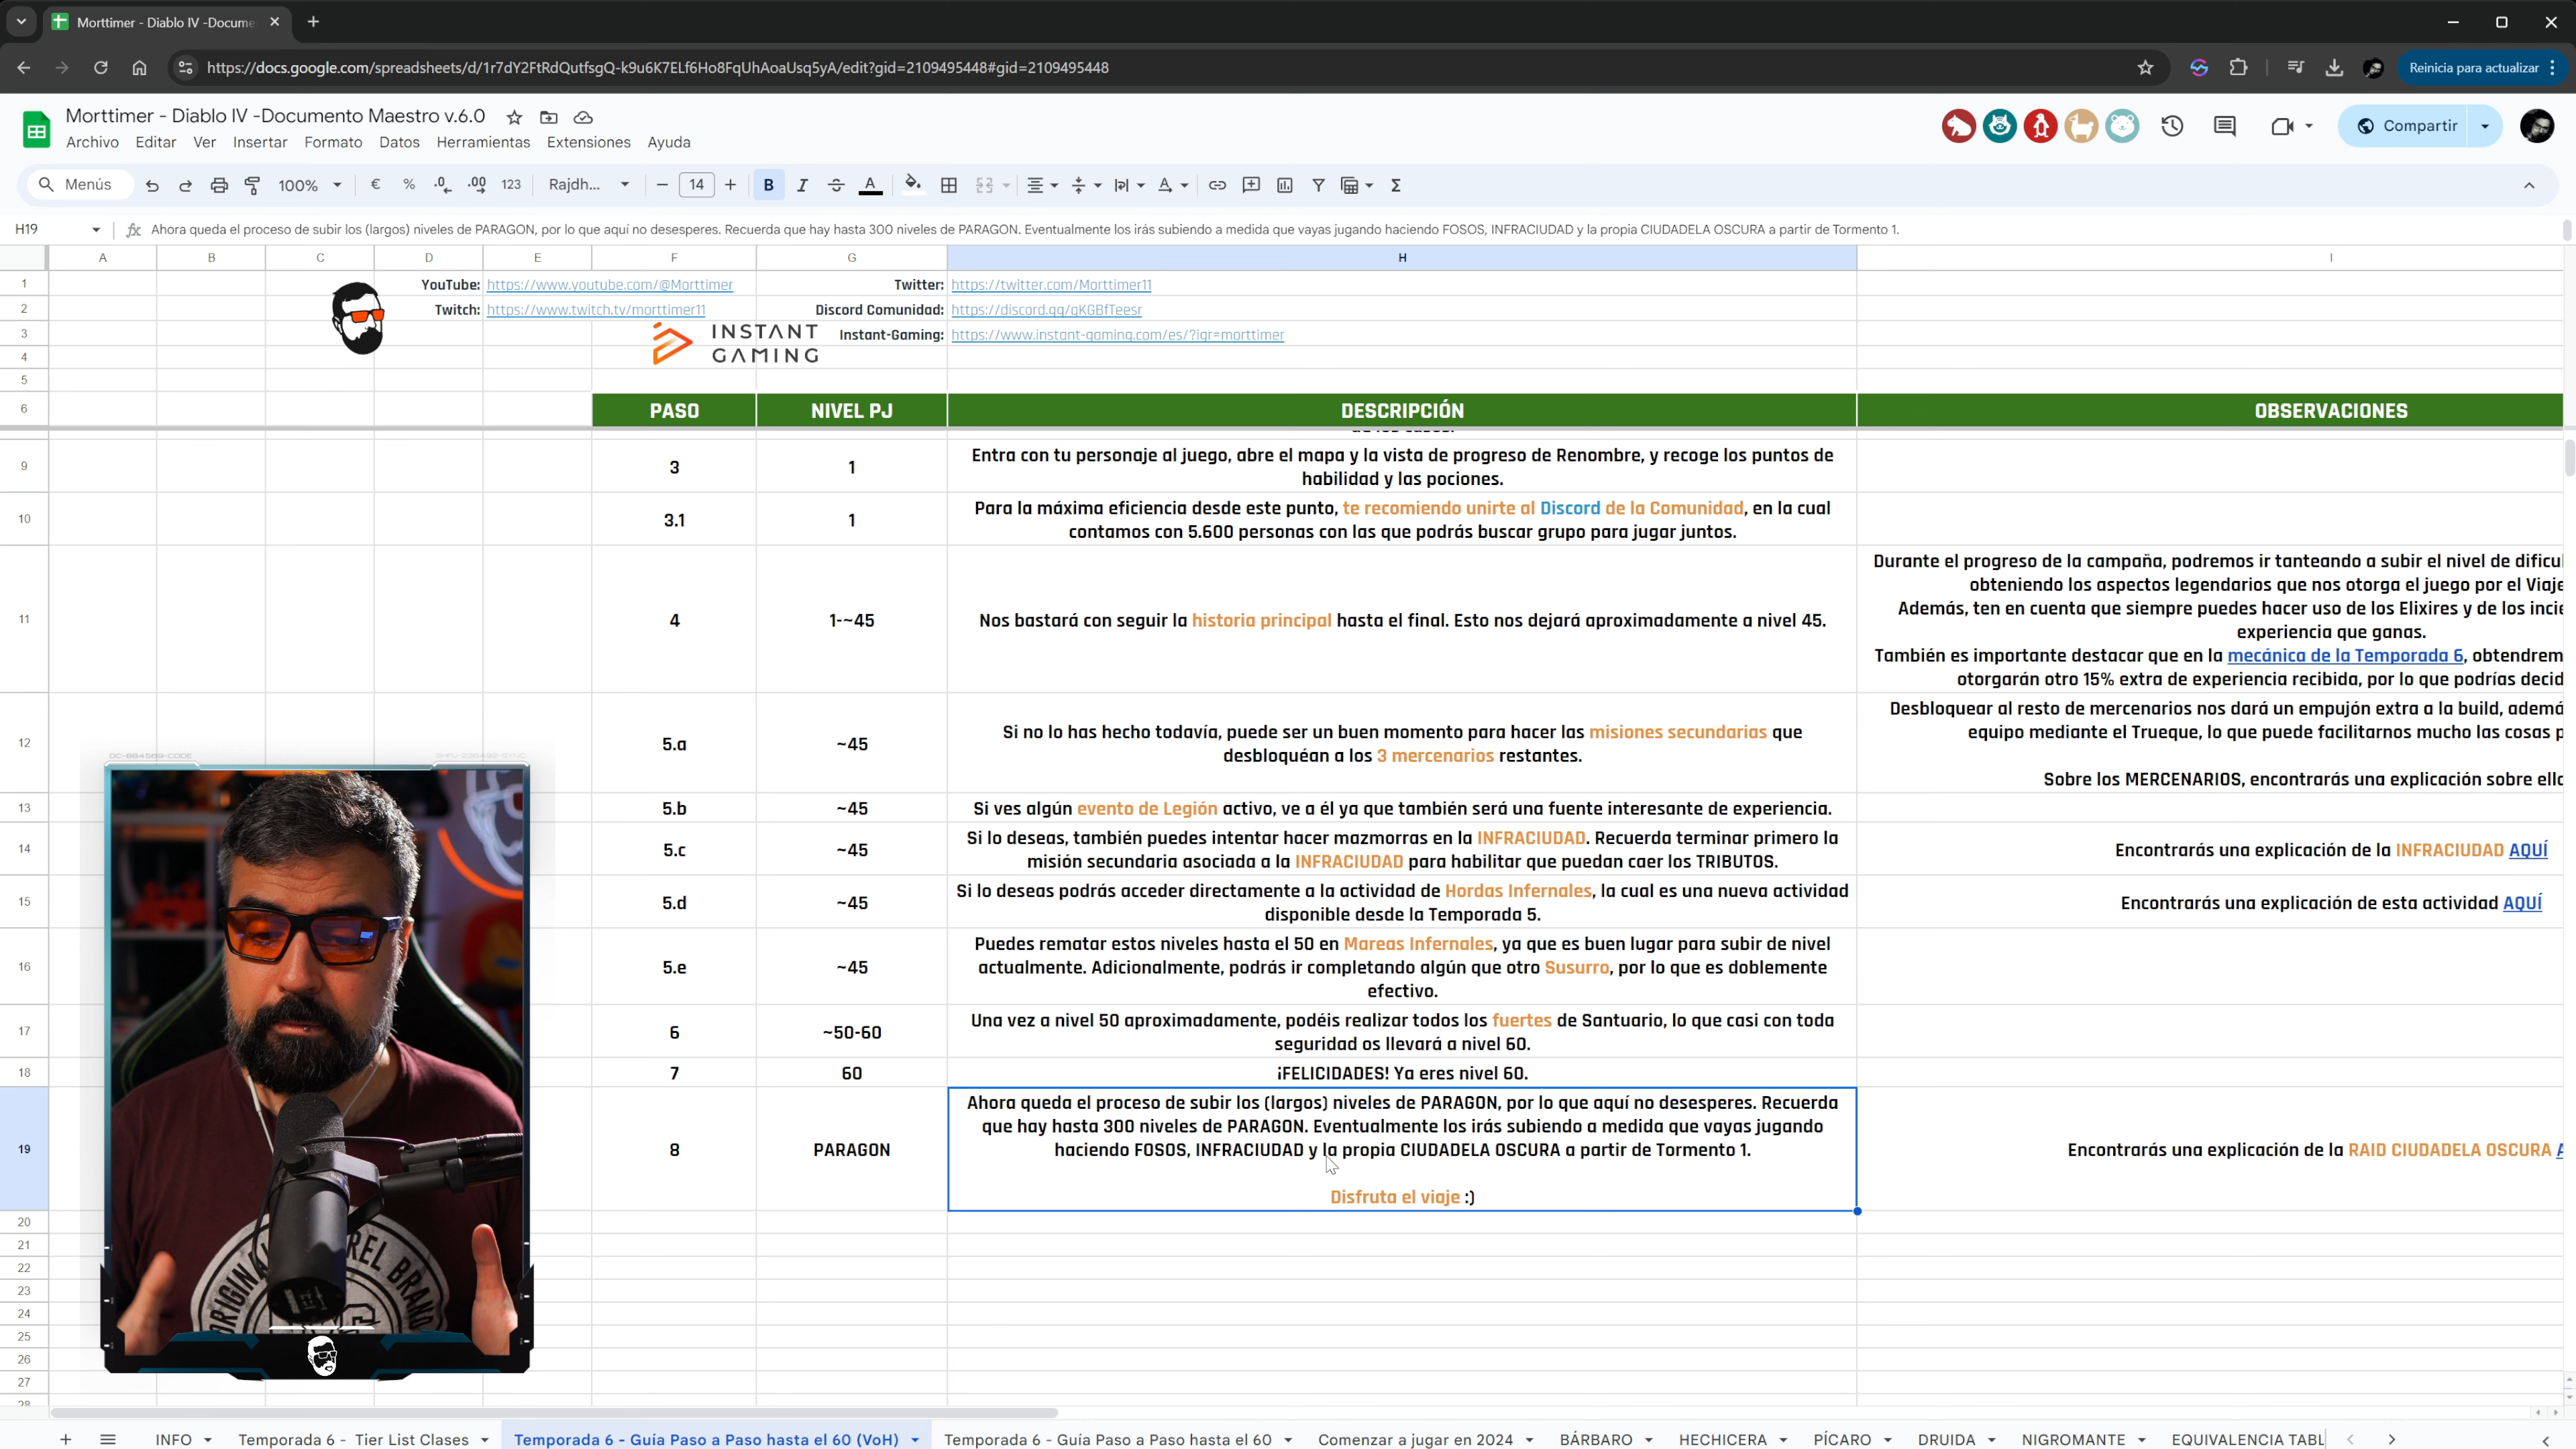 Morttimer - Diablo IV -Docume
https://docs.google.com/spreadsheets/d/1r7dY2FtRdQutfsgQ-k9u6K7ELf6Ho8FqUhAoaUsq5yA/edit?gid=2109495448#gid=2109495448
Reinicia para actualizar
Morttimer - Diablo IV -Documento Maestro v.6.0
Archivo Editar Ver Insertar Formato Datos Herramientas Extensiones Ayuda
Compartir
Menús 100% € % .0 .00 123 Rajdh... 14 B I A Σ
H19 fx Ahora queda el proceso de subir los (largos) niveles de PARAGON, por lo que aquí no desesperes. Recuerda que hay hasta 300 niveles de PARAGON. Eventualmente los irás subiendo a medida que vayas jugando haciendo FOSOS, INFRACIUDAD y la propia CIUDADELA OSCURA a partir de Tormento 1.
A B C D E F G H I
1 YouTube: https://www.youtube.com/@Morttimer Twitter: https://twitter.com/Morttimer11
2 Twitch: https://www.twitch.tv/morttimer11 Discord Comunidad: https://discord.gg/gKGBfTeesr
3 INSTANT GAMING Instant-Gaming: https://www.instant-gaming.com/es/?igr=morttimer
4
5
6 PASO NIVEL PJ DESCRIPCIÓN OBSERVACIONES
9 3 1 Entra con tu personaje al juego, abre el mapa y la vista de progreso de Renombre, y recoge los puntos de
habilidad y las pociones.
10 3.1 1 Para la máxima eficiencia desde este punto, te recomiendo unirte al Discord de la Comunidad, en la cual
contamos con 5.600 personas con las que podrás buscar grupo para jugar juntos.
11 4 1-~45 Nos bastará con seguir la historia principal hasta el final. Esto nos dejará aproximadamente a nivel 45.
Durante el progreso de la campaña, podremos ir tanteando a subir el nivel de dificul
obteniendo los aspectos legendarios que nos otorga el juego por el Viaje
Además, ten en cuenta que siempre puedes hacer uso de los Elixires y de los incie
experiencia que ganas.
También es importante destacar que en la mecánica de la Temporada 6, obtendrem
otorgarán otro 15% extra de experiencia recibida, por lo que podrías decid
12 5.a ~45 Si no lo has hecho todavía, puede ser un buen momento para hacer las misiones secundarias que
desbloquéan a los 3 mercenarios restantes.
Desbloquear al resto de mercenarios nos dará un empujón extra a la build, ademá
equipo mediante el Trueque, lo que puede facilitarnos mucho las cosas p
Sobre los MERCENARIOS, encontrarás una explicación sobre ello
13 5.b ~45 Si ves algún evento de Legión activo, ve a él ya que también será una fuente interesante de experiencia.
14 5.c ~45 Si lo deseas, también puedes intentar hacer mazmorras en la INFRACIUDAD. Recuerda terminar primero la
misión secundaria asociada a la INFRACIUDAD para habilitar que puedan caer los TRIBUTOS.
Encontrarás una explicación de la INFRACIUDAD AQUÍ
15 5.d ~45 Si lo deseas podrás acceder directamente a la actividad de Hordas Infernales, la cual es una nueva actividad
disponible desde la Temporada 5.
Encontrarás una explicación de esta actividad AQUÍ
16 5.e ~45 Puedes rematar estos niveles hasta el 50 en Mareas Infernales, ya que es buen lugar para subir de nivel
actualmente. Adicionalmente, podrás ir completando algún que otro Susurro, por lo que es doblemente
efectivo.
17 6 ~50-60 Una vez a nivel 50 aproximadamente, podéis realizar todos los fuertes de Santuario, lo que casi con toda
seguridad os llevará a nivel 60.
18 7 60 ¡FELICIDADES! Ya eres nivel 60.
19 8 PARAGON Ahora queda el proceso de subir los (largos) niveles de PARAGON, por lo que aquí no desesperes. Recuerda
que hay hasta 300 niveles de PARAGON. Eventualmente los irás subiendo a medida que vayas jugando
haciendo FOSOS, INFRACIUDAD y la propia CIUDADELA OSCURA a partir de Tormento 1.
Disfruta el viaje :)
Encontrarás una explicación de la RAID CIUDADELA OSCURA A
20
21
22
23
24
25
26
27
28
INFO Temporada 6 - Tier List Clases Temporada 6 - Guía Paso a Paso hasta el 60 (VoH) Temporada 6 - Guía Paso a Paso hasta el 60 Comenzar a jugar en 2024 BÁRBARO HECHICERA PÍCARO DRUIDA NIGROMANTE EQUIVALENCIA TABL